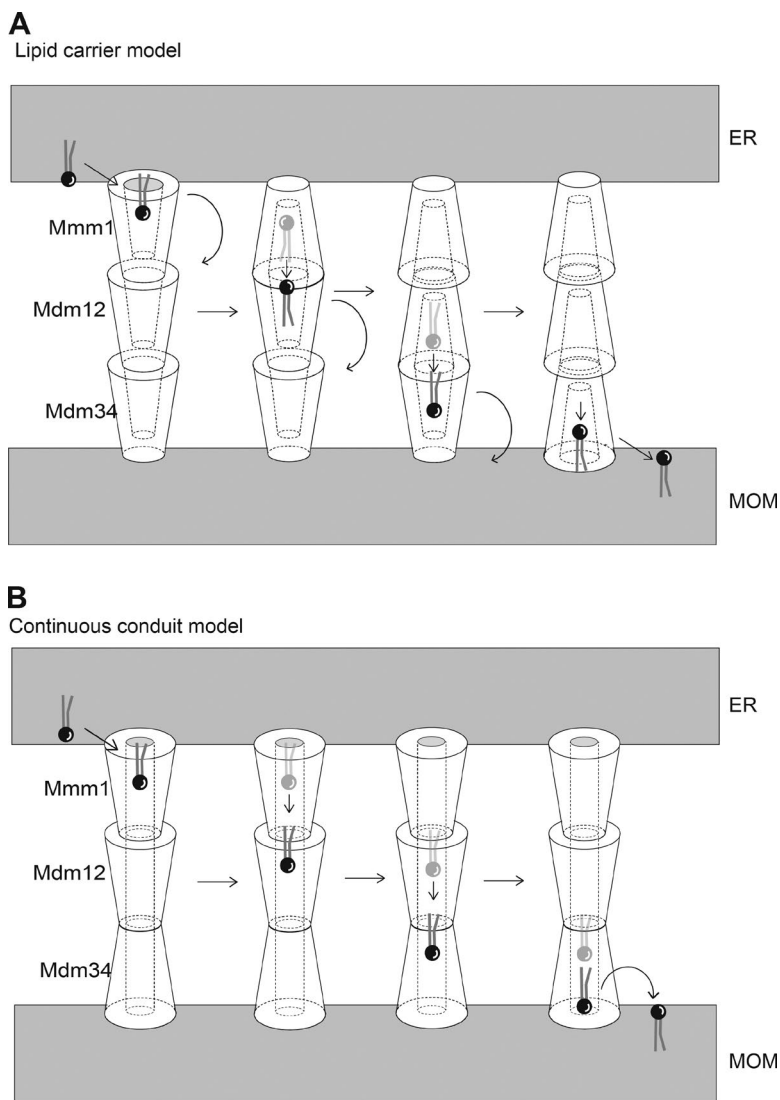 A
Lipid carrier model
ER
Mmm1
Mdm12
Mdm34
MOM
B
Continuous conduit model
ER
Mmm1
Mdm12
Mdm34
MOM